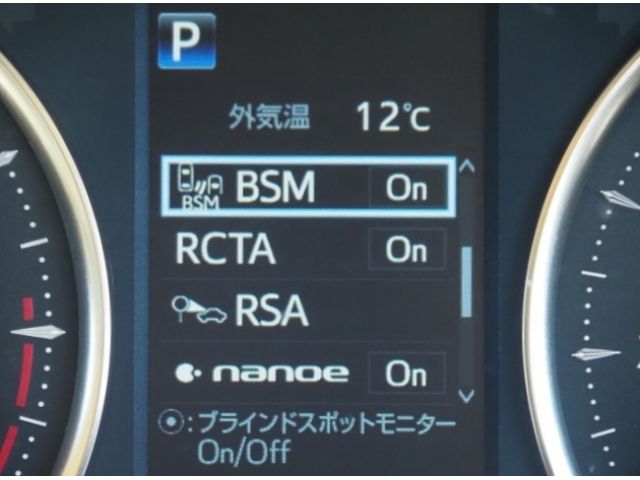 P
外気温 12℃
BSM BSM On
RCTA On
RSA
nanoe On
⦿:ブラインドスポットモニター
On/Off